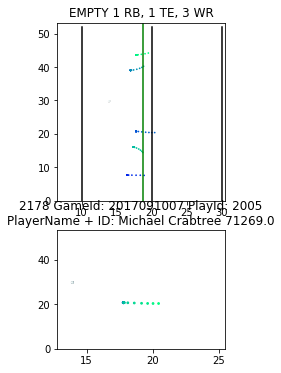 EMPTY 1 RB, 1 TE, 3 WR
50
40
30
20
10
0
10 15 20 25 30
2178 GameId: 2017091007 PlayId: 2005
PlayerName + ID: Michael Crabtree 71269.0
40
20
0
15 20 25